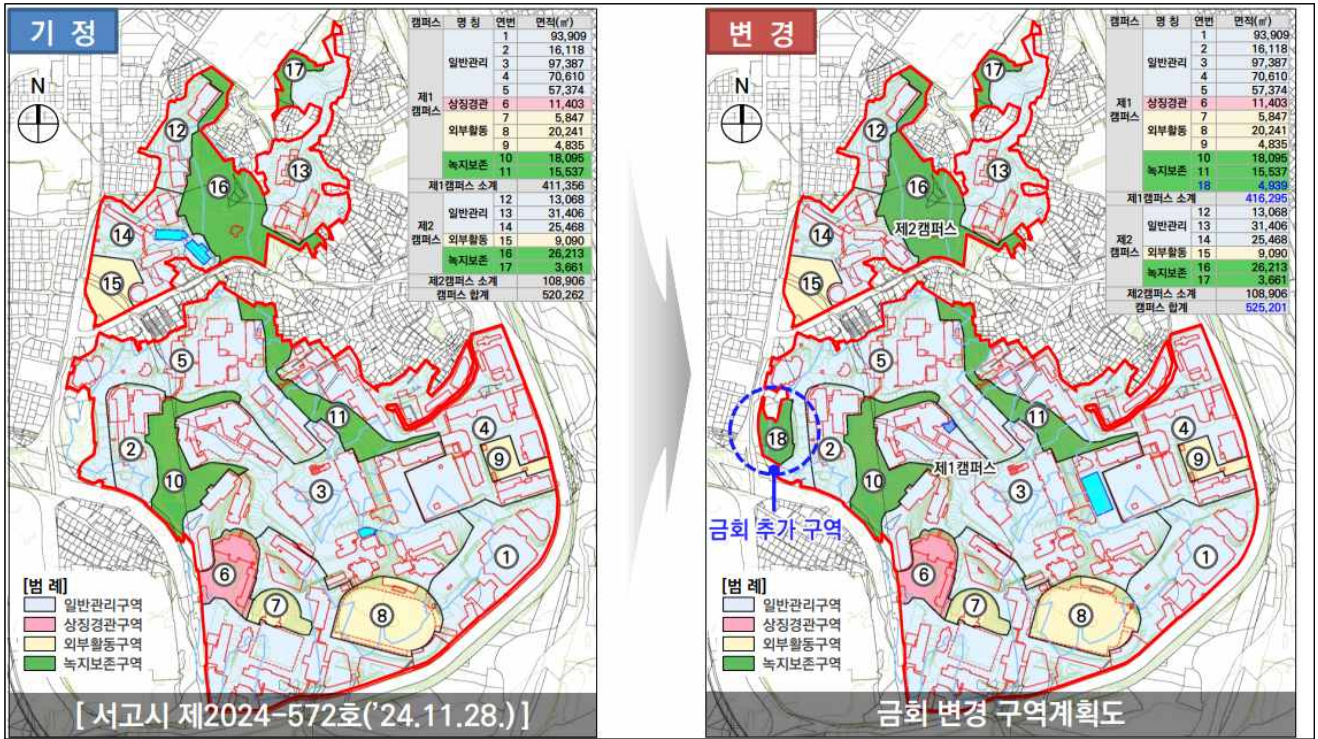 기 정
캠퍼스 명 칭 연번 면적(㎡)
제1캠퍼스 일반관리 1 93,909
2 16,118
3 97,387
4 70,610
5 57,374
상징경관 6 11,403
외부활동 7 5,847
8 20,241
9 4,835
녹지보존 10 18,095
11 15,537
제1캠퍼스 소계 411,356
제2캠퍼스 일반관리 12 13,068
13 31,406
14 25,468
외부활동 15 9,090
녹지보존 16 26,213
17 3,661
제2캠퍼스 소계 108,906
캠퍼스 합계 520,262
N
17
12
13
16
14
15
5
11
4
2
9
10
3
1
6
7
8
[범 례]
일반관리구역
상징경관구역
외부활동구역
녹지보존구역
[ 서고시 제2024-572호('24.11.28.) ]
변 경
캠퍼스 명 칭 연번 면적(㎡)
제1캠퍼스 일반관리 1 93,909
2 16,118
3 97,387
4 70,610
5 57,374
상징경관 6 11,403
외부활동 7 5,847
8 20,241
9 4,835
녹지보존 10 18,095
11 15,537
18 4,939
제1캠퍼스 소계 416,295
제2캠퍼스 일반관리 12 13,068
13 31,406
14 25,468
외부활동 15 9,090
녹지보존 16 26,213
17 3,661
제2캠퍼스 소계 108,906
캠퍼스 합계 525,201
N
17
12
13
16
제2캠퍼스
14
15
5
11
4
18
2
9
제1캠퍼스
10
3
금회 추가 구역
1
6
7
8
[범 례]
일반관리구역
상징경관구역
외부활동구역
녹지보존구역
금회 변경 구역계획도